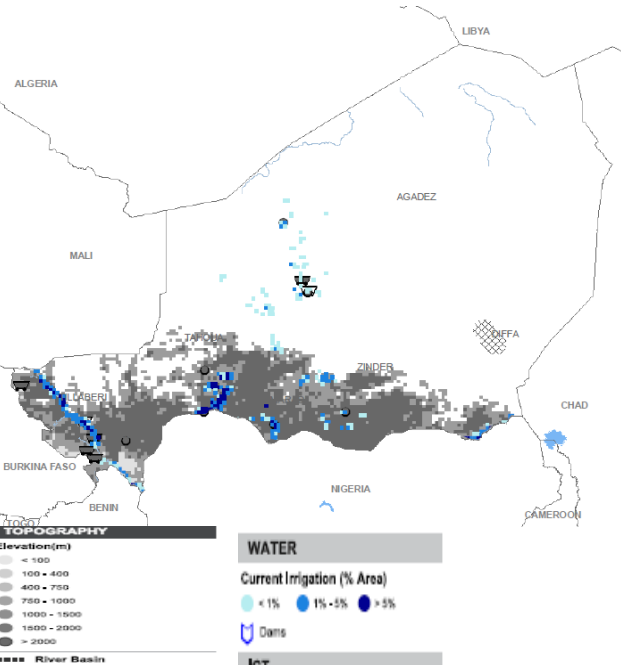 LIBYA
ALGERIA
AGADEZ
MALI
TAHOUA
DIFFA
ZINDER
CHAD
BURKINA FASO
NIGERIA
BENIN
CAMEROON
TOGO
TOPOGRAPHY
Elevation(m)
< 100
100 - 400
400 - 750
750 - 1000
1000 - 1500
1500 - 2000
> 2000
River Basin
WATER
Current Irrigation (% Area)
< 1% 1% - 5% > 5%
Dams
ICT